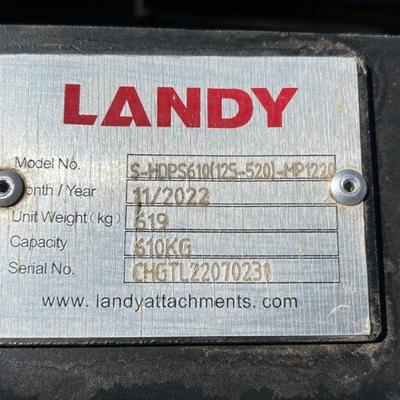 LANDY
Model No. S-HDPS610(125-520)-MP1220
onth / Year 11/2022
Unit Weight(kg) 619
Capacity 610KG
Serial No. CHGTL22070231
www. landyattachments. com